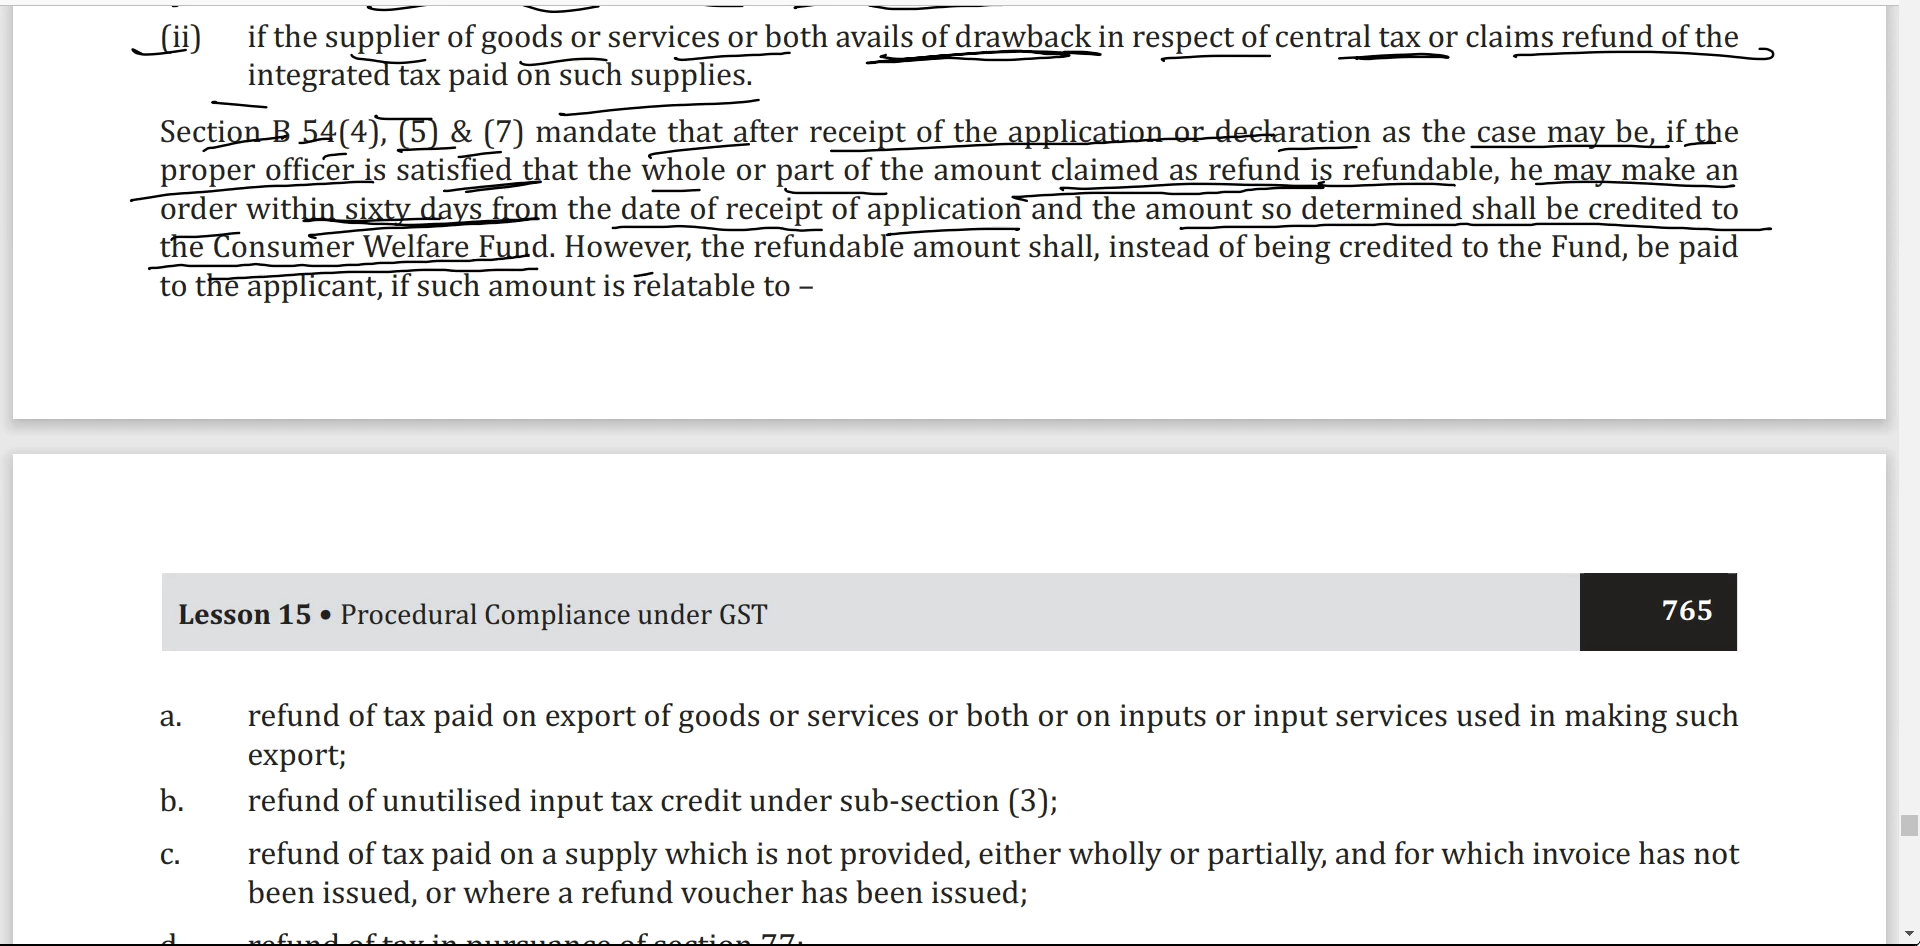 (ii) if the supplier of goods or services or both avails of drawback in respect of central tax or claims refund of the
integrated tax paid on such supplies.
Section B 54(4), (5) & (7) mandate that after receipt of the application or declaration as the case may be, if the
proper officer is satisfied that the whole or part of the amount claimed as refund is refundable, he may make an
order within sixty days from the date of receipt of application and the amount so determined shall be credited to
the Consumer Welfare Fund. However, the refundable amount shall, instead of being credited to the Fund, be paid
to the applicant, if such amount is relatable to –
Lesson 15 • Procedural Compliance under GST 765
a. refund of tax paid on export of goods or services or both or on inputs or input services used in making such
export;
b. refund of unutilised input tax credit under sub-section (3);
c. refund of tax paid on a supply which is not provided, either wholly or partially, and for which invoice has not
been issued, or where a refund voucher has been issued;
d. refund of tax in pursuance of section 77;